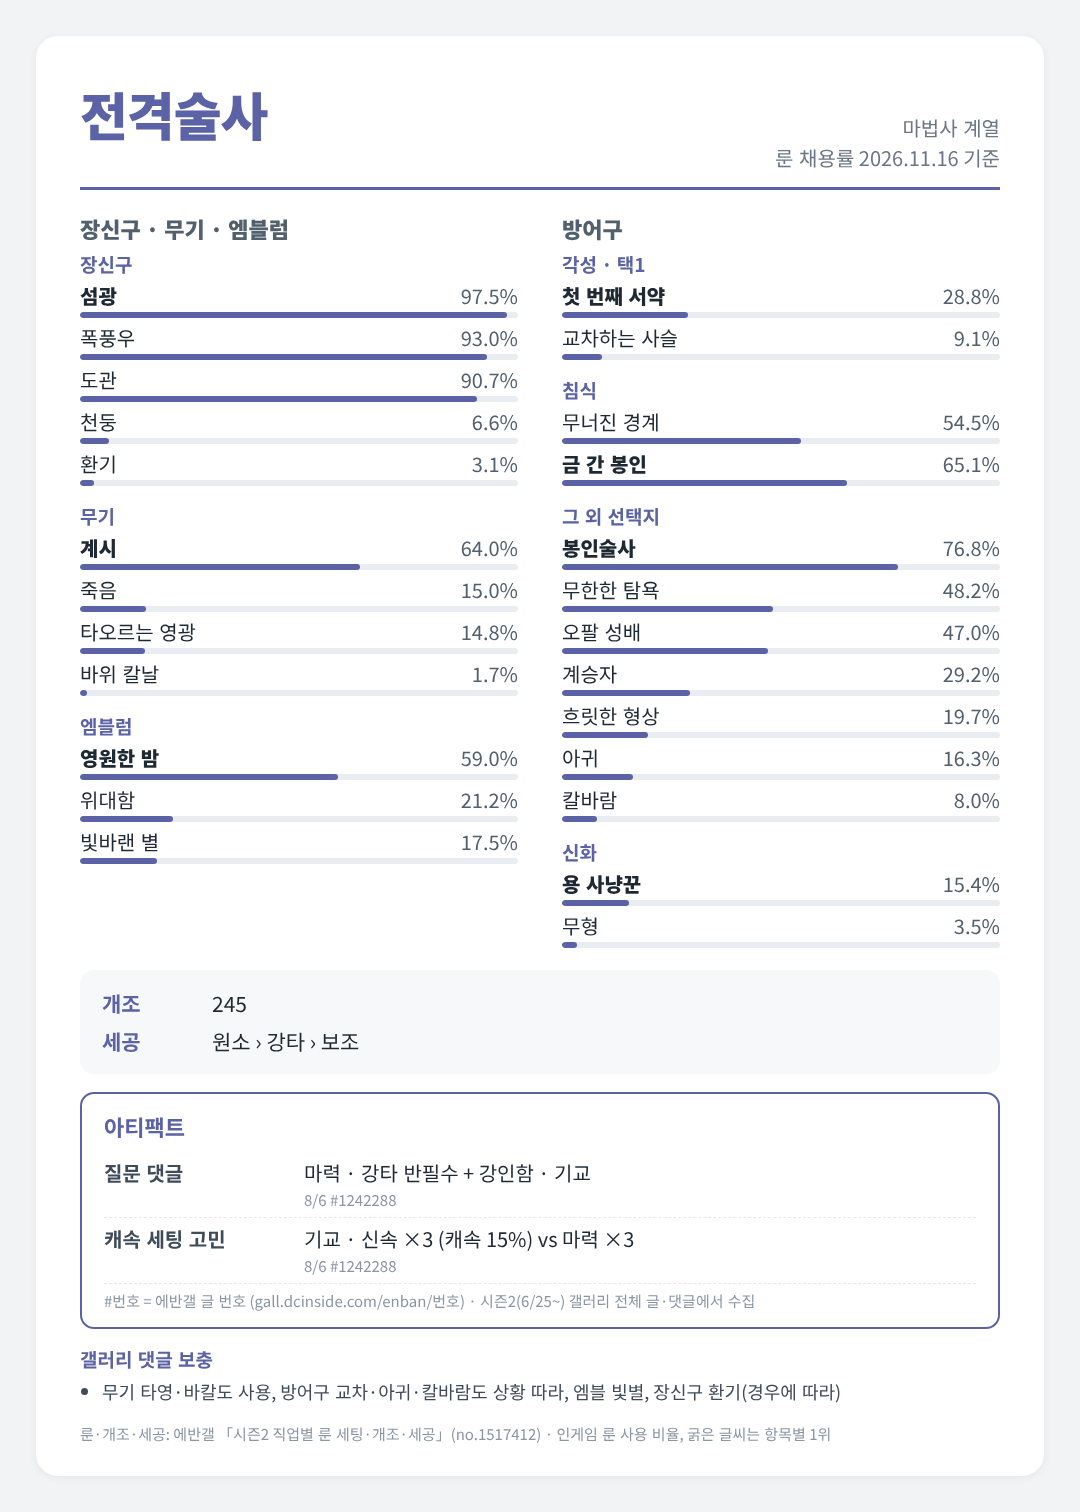 전격술사
마법사 계열
룬 채용률 2026.11.16 기준
장신구 · 무기 · 엠블럼
장신구
섬광 97.5%
폭풍우 93.0%
도관 90.7%
천둥 6.6%
환기 3.1%
무기
계시 64.0%
죽음 15.0%
타오르는 영광 14.8%
바위 칼날 1.7%
엠블럼
영원한 밤 59.0%
위대함 21.2%
빛바랜 별 17.5%
방어구
각성 · 택1
첫 번째 서약 28.8%
교차하는 사슬 9.1%
침식
무너진 경계 54.5%
금 간 봉인 65.1%
그 외 선택지
봉인술사 76.8%
무한한 탐욕 48.2%
오팔 성배 47.0%
계승자 29.2%
흐릿한 형상 19.7%
아귀 16.3%
칼바람 8.0%
신화
용 사냥꾼 15.4%
무형 3.5%
개조 245
세공 원소 › 강타 › 보조
아티팩트
질문 댓글 마력 · 강타 반필수 + 강인함 · 기교
8/6 #1242288
캐속 세팅 고민 기교 · 신속 ×3 (캐속 15%) vs 마력 ×3
8/6 #1242288
#번호 = 에반갤 글 번호 (gall.dcinside.com/enban/번호) · 시즌2(6/25~) 갤러리 전체 글·댓글에서 수집
갤러리 댓글 보충
• 무기 타영·바칼도 사용, 방어구 교차·아귀·칼바람도 상황 따라, 엠블 빛별, 장신구 환기(경우에 따라)
룬·개조·세공: 에반갤 「시즌2 직업별 룬 세팅·개조·세공」(no.1517412) · 인게임 룬 사용 비율, 굵은 글씨는 항목별 1위